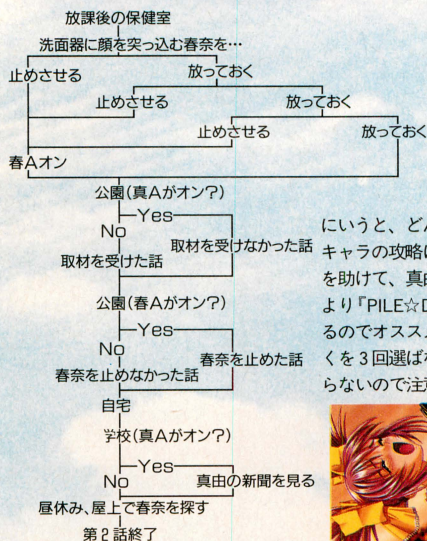 放課後の保健室
洗面器に顔を突っ込む春奈を…
止めさせる
放っておく
止めさせる
放っておく
止めさせる
放っておく
春Aオン
公園(真Aがオン?)
Yes
No
取材を受けなかった話
取材を受けた話
公園(春Aがオン?)
Yes
No
春奈を止めた話
春奈を止めなかった話
自宅
学校(真Aがオン?)
Yes
No
真由の新聞を見る
昼休み、屋上で春奈を探す
第2話終了
にいうと、どん
キャラの攻略に
を助けて、真由
より『PILE☆D
るのでオススメ
くを3回選ばな
らないので注意